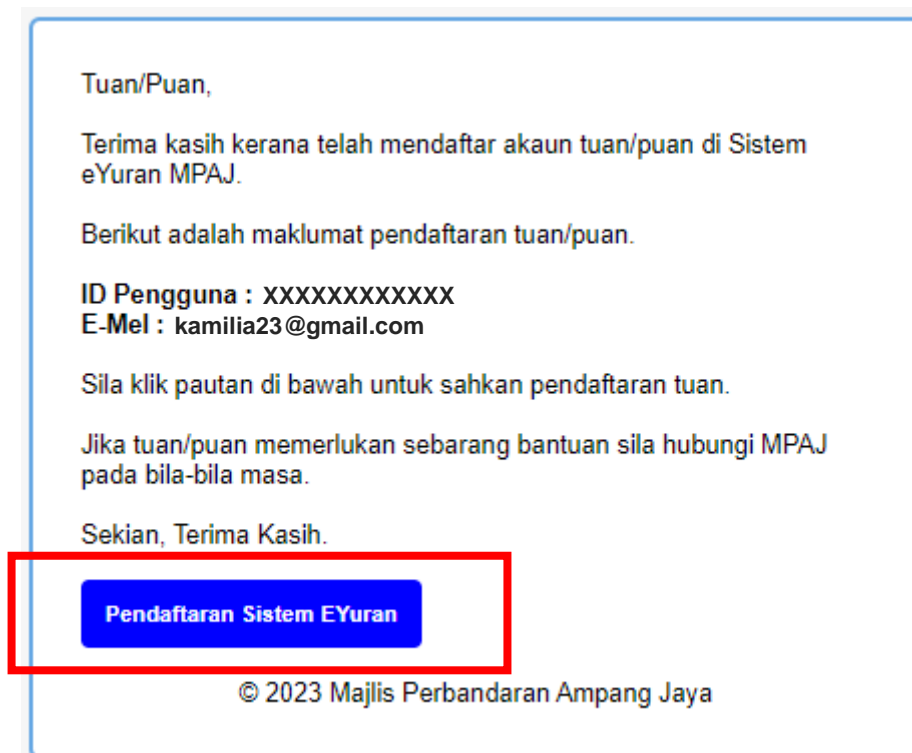 Tuan/Puan,
Terima kasih kerana telah mendaftar akaun tuan/puan di Sistem
eYuran MPAJ.
Berikut adalah maklumat pendaftaran tuan/puan.
ID Pengguna : XXXXXXXXXXXX
E-Mel : kamilia23@gmail.com
Sila klik pautan di bawah untuk sahkan pendaftaran tuan.
Jika tuan/puan memerlukan sebarang bantuan sila hubungi MPAJ
pada bila-bila masa.
Sekian, Terima Kasih.
Pendaftaran Sistem EYuran
© 2023 Majlis Perbandaran Ampang Jaya